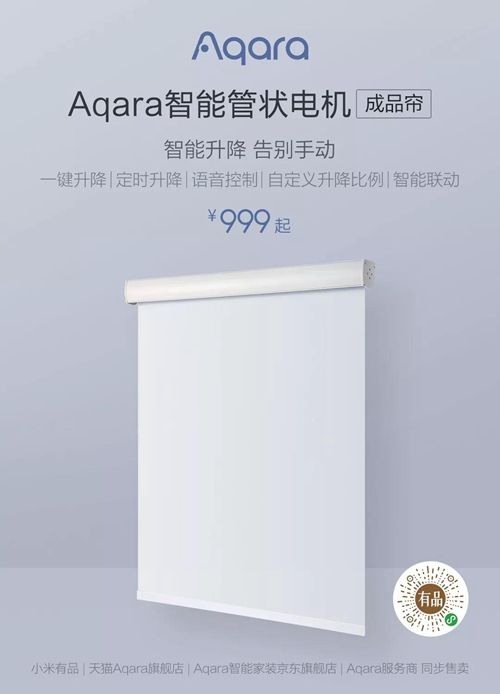 Aqara
Aqara智能管状电机 成品帘
智能升降 告别手动
一键升降|定时升降|语音控制|自定义升降比例|智能联动
¥999起
有品
小米有品 | 天猫Aqara旗舰店 | Aqara智能家装京东旗舰店 | Aqara服务商 同步售卖